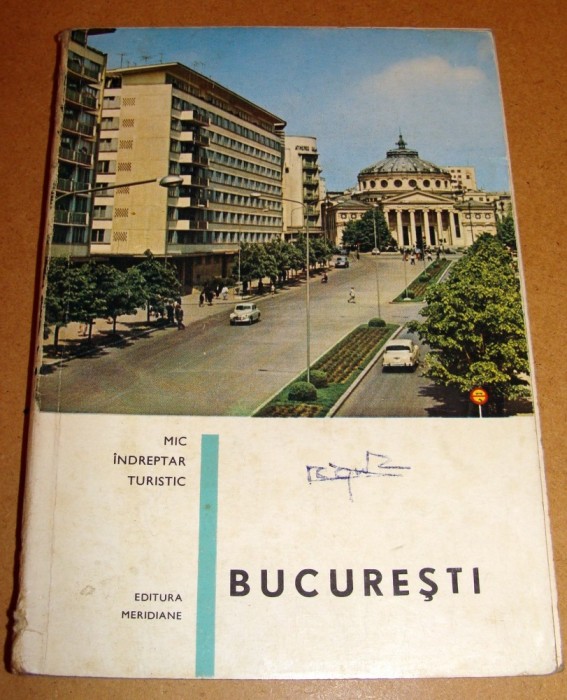 MIC
ÎNDREPTAR
TURISTIC
EDITURA
MERIDIANE
BUCUREŞTI